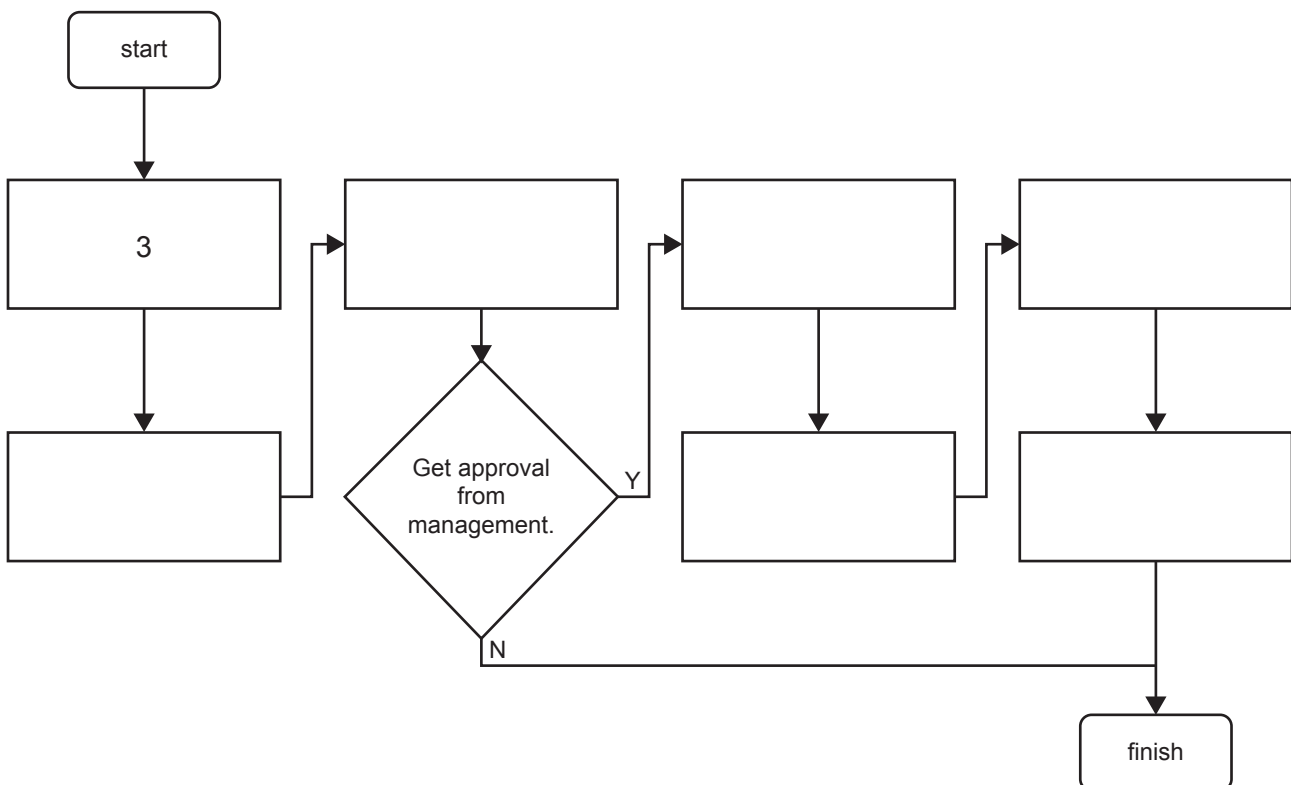 start
3
Get approval
from
management.
Y
N
finish